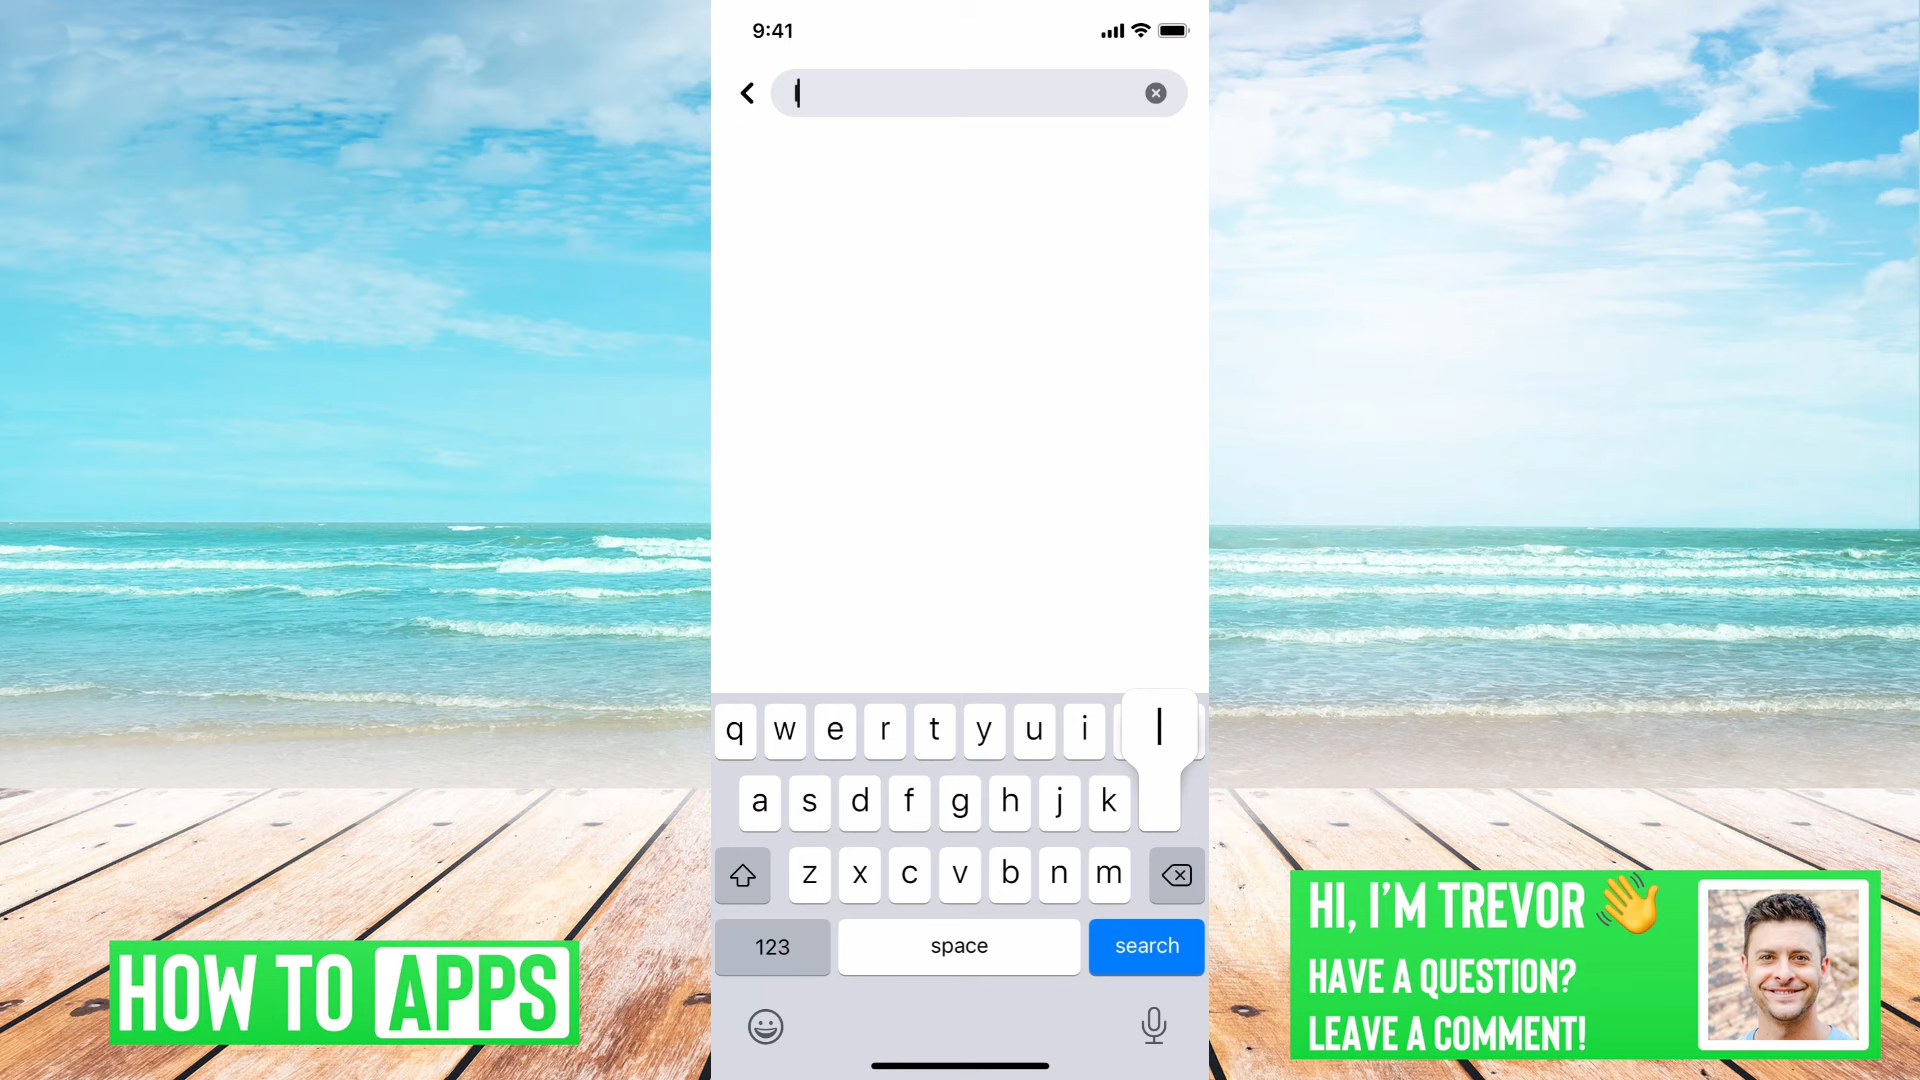 9:41
l
q w e r t y u i l
a s d f g h j k
z x c v b n m
123 space search
HOW TO APPS
HI, I'M TREVOR 👋
HAVE A QUESTION?
LEAVE A COMMENT!